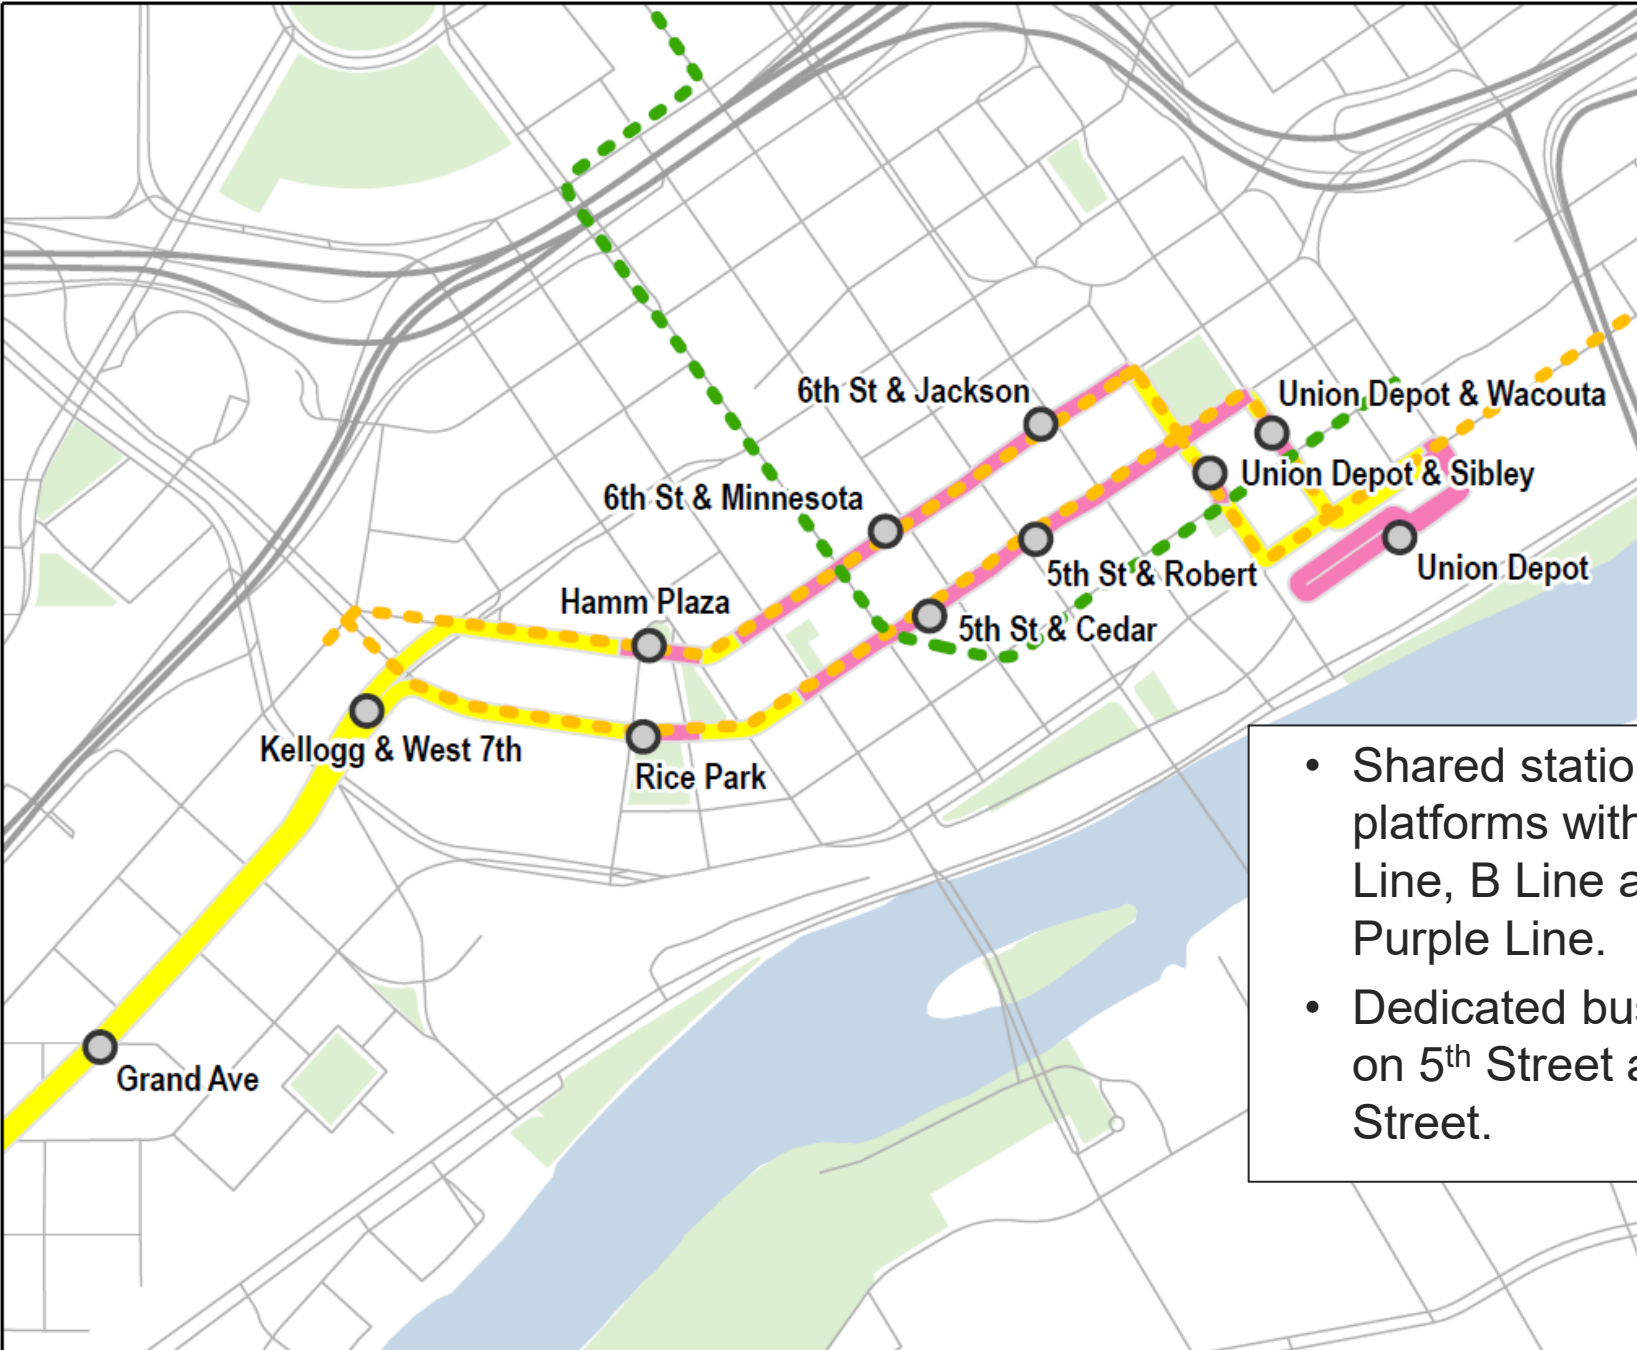 6th St & Jackson
Union Depot & Wacouta
Union Depot & Sibley
6th St & Minnesota
5th St & Robert
Union Depot
Hamm Plaza
5th St & Cedar
Kellogg & West 7th
Rice Park
Grand Ave
• Shared statio
platforms with
Line, B Line a
Purple Line.
• Dedicated bus
on 5th Street a
Street.